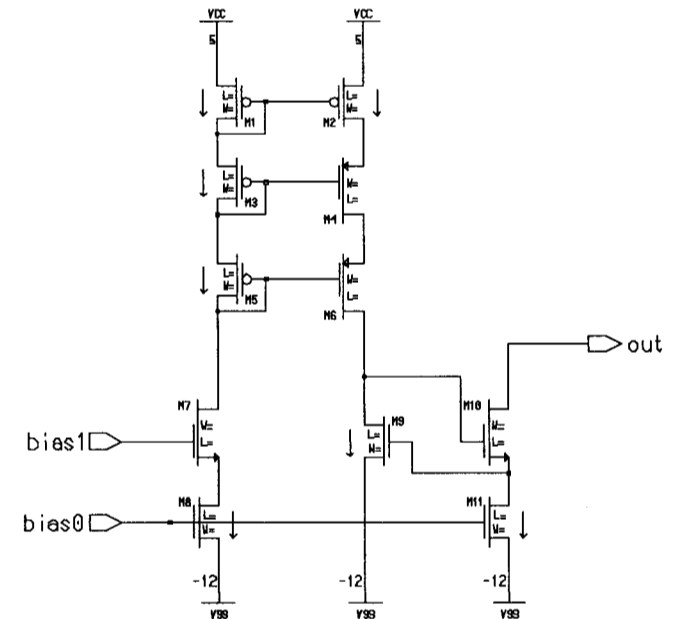 VCC VCC
5 5
L= L=
W= W=
M1 M2
L= W=
W= L=
M3 M4
L= W=
W= L=
M5 M6
out
M7 M9 M10
W= L= W=
L= W= L=
bias1
M8 M11
L= L=
W= W=
bias0
-12 -12 -12
VSS VSS VSS